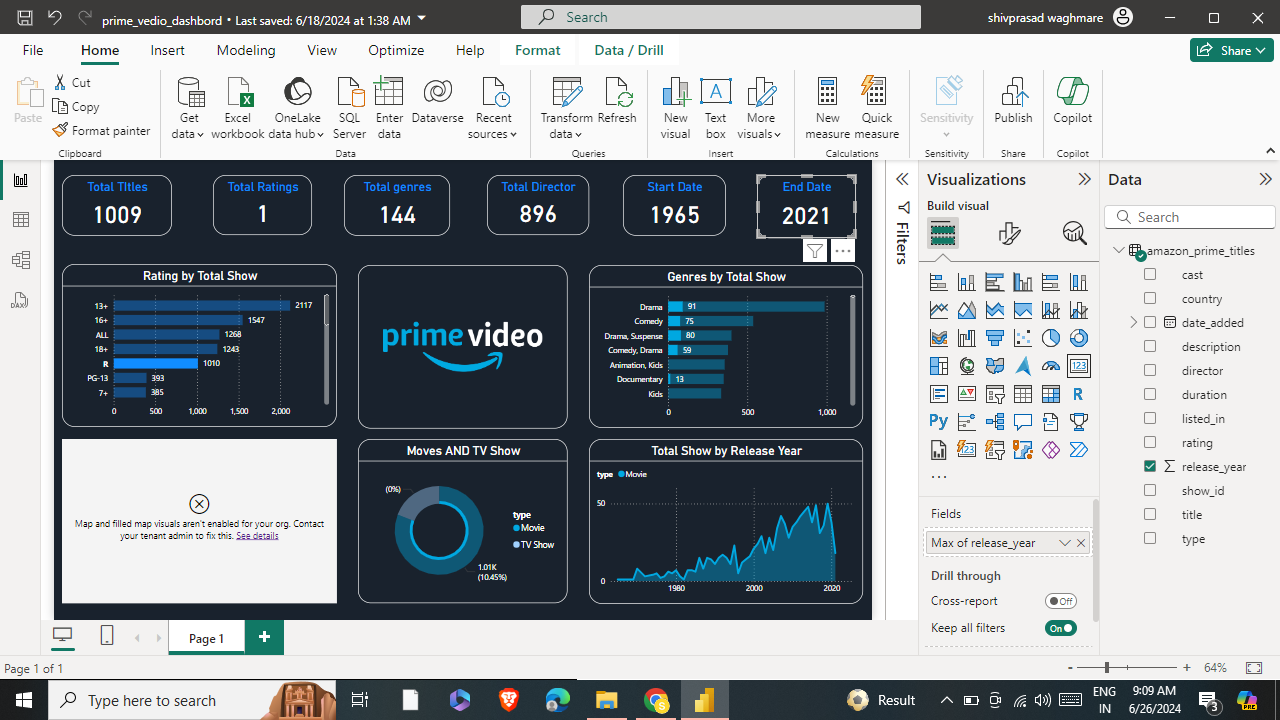 prime_vedio_dashbord • Last saved: 6/18/2024 at 1:38 AM
Search
shivprasad waghmare
File Home Insert Modeling View Optimize Help Format Data / Drill
Share
Paste
Cut
Copy
Format painter
Get data
Excel workbook
OneLake data hub
SQL Server
Enter data
Dataverse
Recent sources
Transform data
Refresh
New visual
Text box
More visuals
New measure
Quick measure
Sensitivity
Publish
Copilot
Clipboard
Data
Queries
Insert
Calculations
Sensitivity
Share
Copilot
Total TItles
1009
Total Ratings
1
Total genres
144
Total Director
896
Start Date
1965
End Date
2021
Rating by Total Show
13+ 2117
16+ 1547
ALL 1268
18+ 1243
R 1010
PG-13 393
7+ 385
0 500 1,000 1,500 2,000
prime video
Genres by Total Show
Drama 91
Comedy 75
Drama, Suspense 80
Comedy, Drama 59
Animation, Kids
Documentary 13
Kids
0 500 1,000
Map and filled map visuals aren't enabled for your org. Contact
your tenant admin to fix this. See details
Moves AND TV Show
(0%)
type
Movie
TV Show
1.01K
(10.45%)
Total Show by Release Year
type Movie
50
0
1980 2000 2020
Filters
Visualizations
Build visual
R
Py
123
Fields
Max of release_year
Drill through
Cross-report Off
Keep all filters On
Data
Search
amazon_prime_titles
cast
country
date_added
description
director
duration
listed_in
rating
release_year
show_id
title
type
Page 1
Page 1 of 1
64%
Type here to search
Result
ENG
IN
9:09 AM
6/26/2024
3
PRE